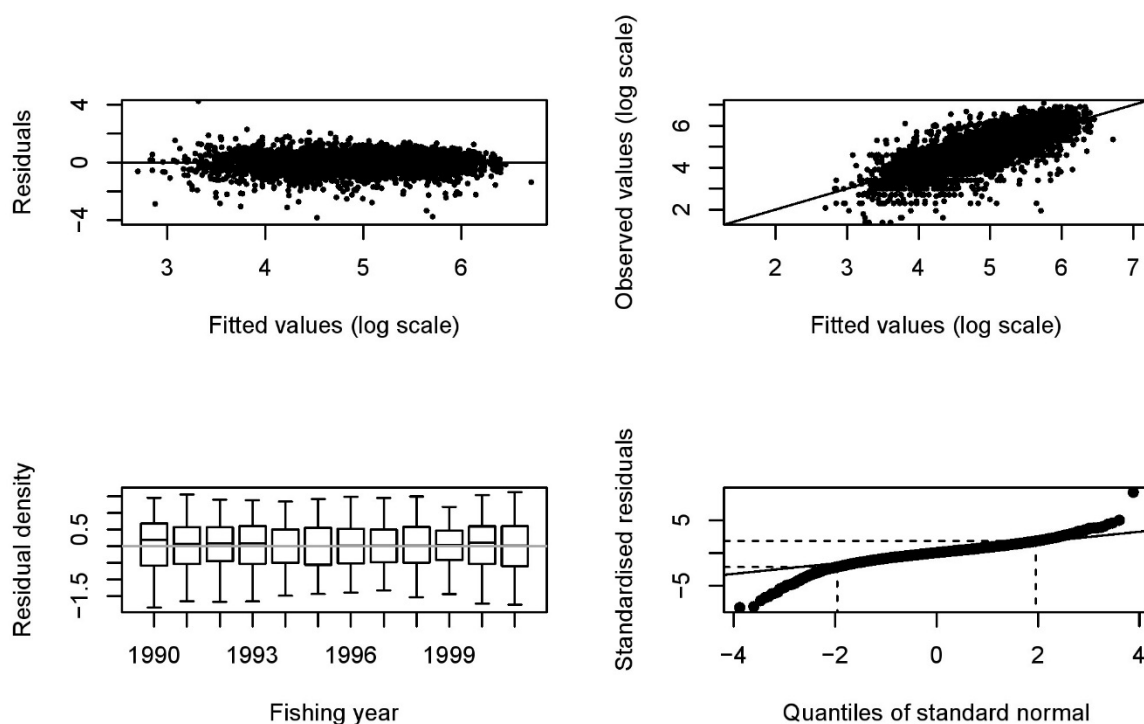 Residuals
4
0
−4
3 4 5 6
Fitted values (log scale)
Observed values (log scale)
6
4
2
2 3 4 5 6 7
Fitted values (log scale)
Residual density
0.5
−1.5
1990 1993 1996 1999
Fishing year
Standardised residuals
5
−5
−4 −2 0 2 4
Quantiles of standard normal